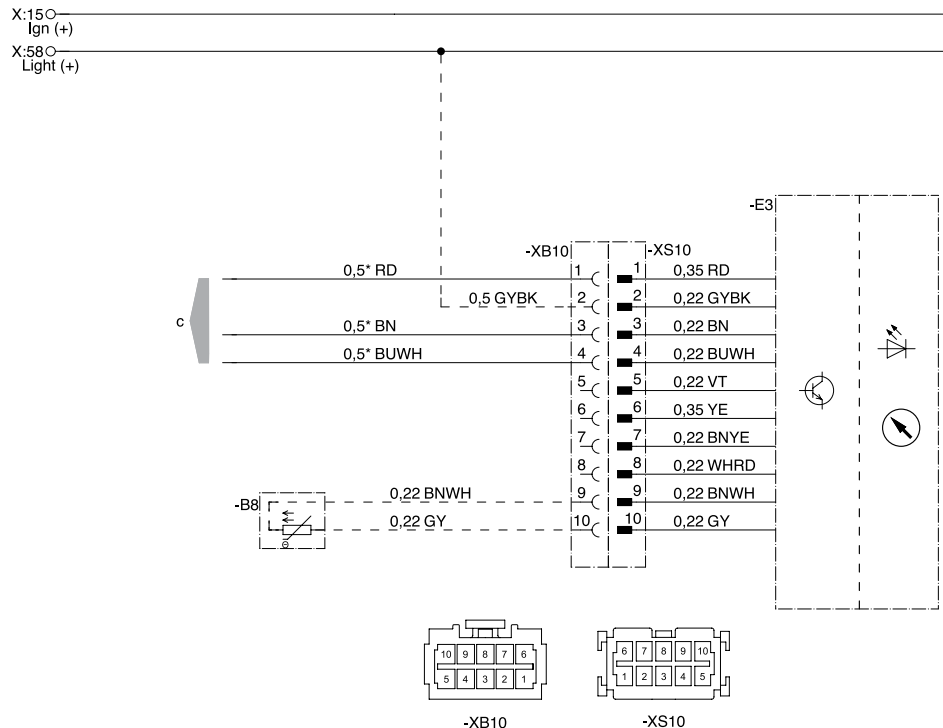 X:15
Ign (+)
X:58
Light (+)
-E3
-XB10 -XS10
0,5* RD 1 1 0,35 RD
0,5 GYBK 2 2 0,22 GYBK
c
0,5* BN 3 3 0,22 BN
0,5* BUWH 4 4 0,22 BUWH
5 5 0,22 VT
6 6 0,35 YE
7 7 0,22 BNYE
8 8 0,22 WHRD
-B8
0,22 BNWH 9 9 0,22 BNWH
0,22 GY 10 10 0,22 GY
10 9 8 7 6
5 4 3 2 1
-XB10
6 7 8 9 10
1 2 3 4 5
-XS10